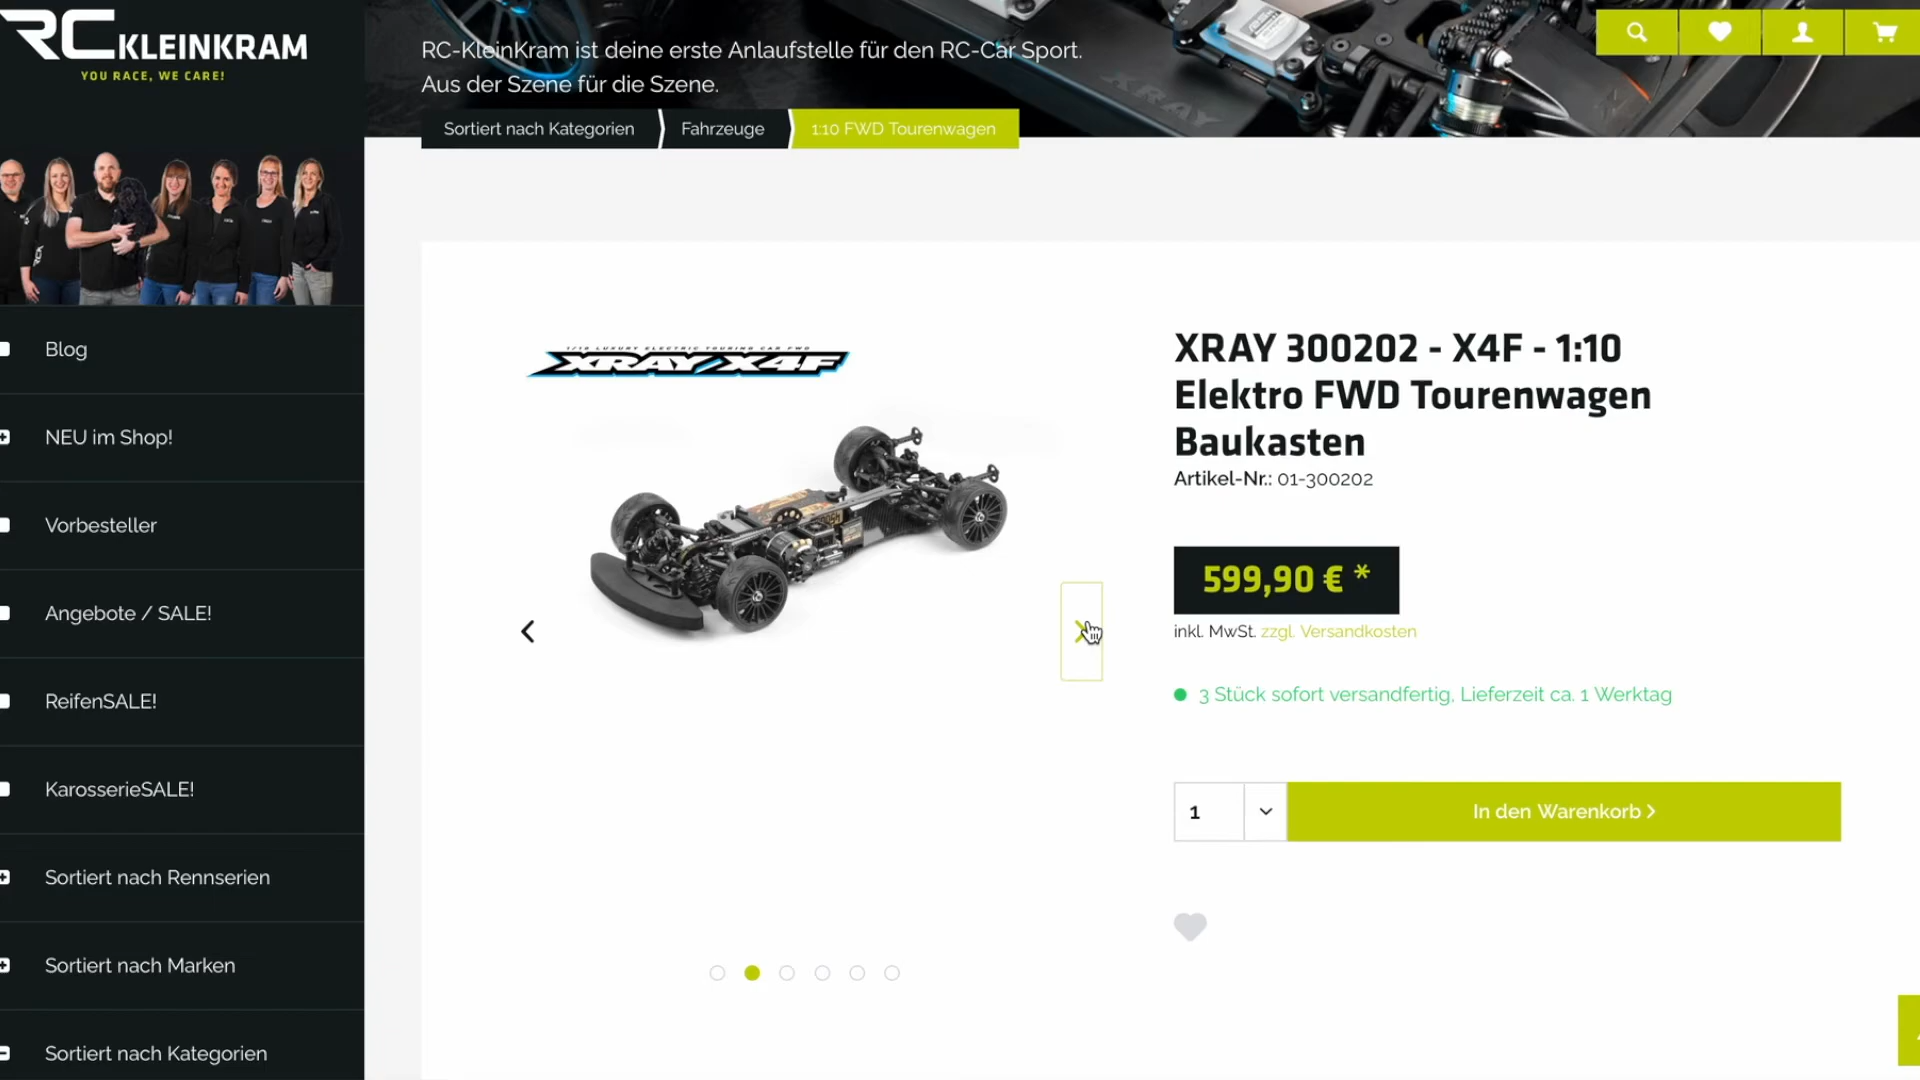 RC KLEINKRAM
YOU RACE, WE CARE!
RC-KleinKram ist deine erste Anlaufstelle für den RC-Car Sport.
Aus der Szene für die Szene.
Sortiert nach Kategorien
Fahrzeuge
1:10 FWD Tourenwagen
Blog
NEU im Shop!
Vorbesteller
Angebote / SALE!
ReifenSALE!
KarosserieSALE!
Sortiert nach Rennserien
Sortiert nach Marken
Sortiert nach Kategorien
1/10 LUXURY ELECTRIC TOURING CAR FWD
XRAY X4F
XRAY
XRAY 300202 - X4F - 1:10
Elektro FWD Tourenwagen
Baukasten
Artikel-Nr.: 01-300202
599,90 € *
inkl. MwSt. zzgl. Versandkosten
3 Stück sofort versandfertig, Lieferzeit ca. 1 Werktag
1
In den Warenkorb